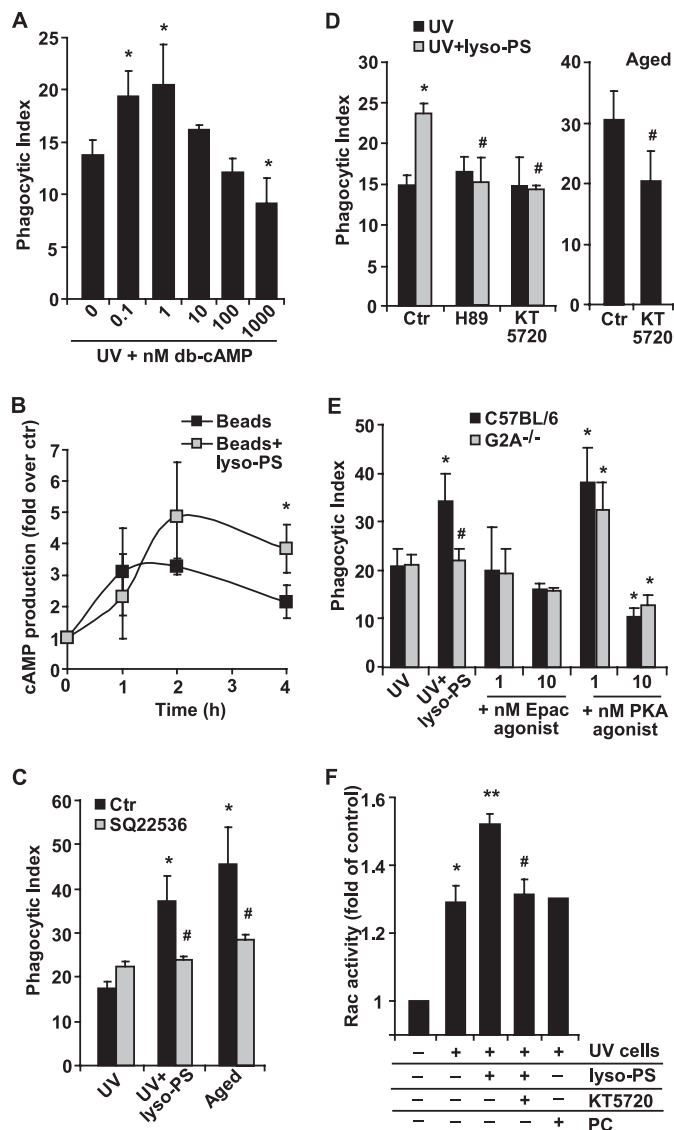 A
Phagocytic Index
25
20
15
10
5
0
*
*
*
0
0.1
1
10
100
1000
UV + nM db-cAMP
B
cAMP production (fold over ctr)
7
6
5
4
3
2
1
0
Beads
Beads+
lyso-PS
*
0
1
2
3
4
Time (h)
C
Phagocytic Index
60
50
40
30
20
10
0
Ctr
SQ22536
*
#
*
#
UV
UV+
lyso-PS
Aged
D
UV
UV+lyso-PS
Phagocytic Index
30
25
20
15
10
5
0
*
#
#
Ctr
H89
KT
5720
Aged
40
30
20
10
0
#
Ctr
KT
5720
E
C57BL/6
G2A-/-
Phagocytic Index
50
40
30
20
10
0
*
#
*
*
*
*
UV
UV+
lyso-PS
1
10
1
10
+ nM Epac
agonist
+ nM PKA
agonist
F
Rac activity (fold of control)
1.6
1.4
1.2
1
*
**
#
– + + + + UV cells
+ + lyso-PS
+ KT5720
– – – – + PC